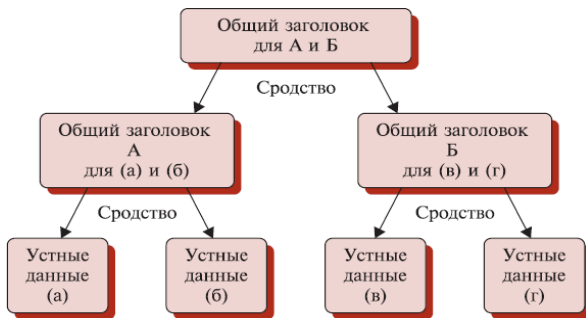 Общий заголовок
для А и Б
Сродство
Общий заголовок
А
для (а) и (б)
Общий заголовок
Б
для (в) и (г)
Сродство
Сродство
Устные
данные
(а)
Устные
данные
(б)
Устные
данные
(в)
Устные
данные
(г)